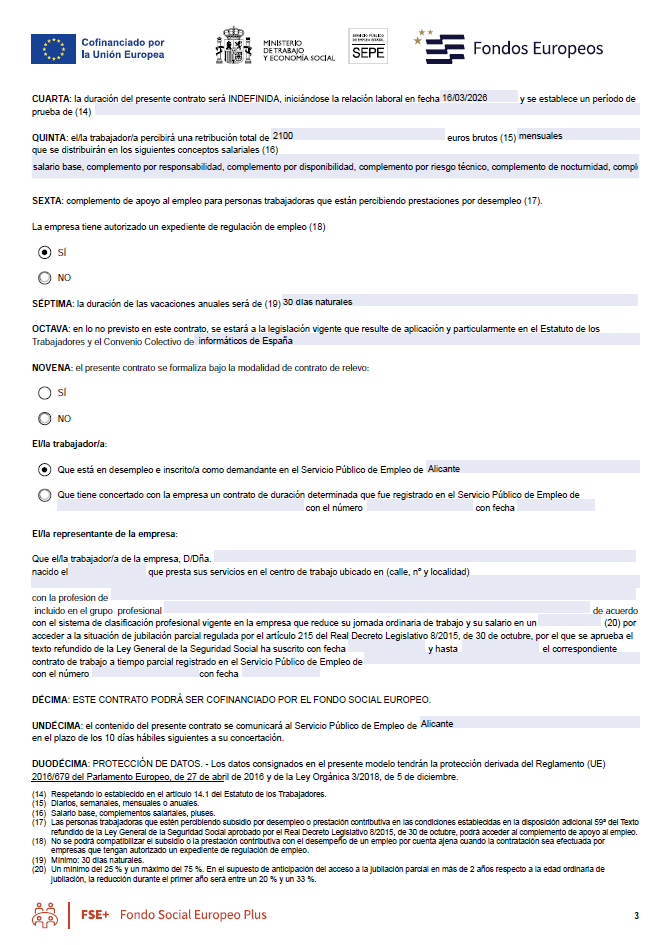 Cofinanciado por
la Unión Europea
MINISTERIO
DE TRABAJO
Y ECONOMÍA SOCIAL
SERVICIO PÚBLICO
DE EMPLEO ESTATAL
SEPE
Fondos Europeos
CUARTA: la duración del presente contrato será INDEFINIDA, iniciándose la relación laboral en fecha 16/03/2026 y se establece un período de
prueba de (14)
QUINTA: el/la trabajador/a percibirá una retribución total de 2100 euros brutos (15) mensuales
que se distribuirán en los siguientes conceptos salariales (16)
salario base, complemento por responsabilidad, complemento por disponibilidad, complemento por riesgo técnico, complemento de nocturnidad, compl
SEXTA: complemento de apoyo al empleo para personas trabajadoras que están percibiendo prestaciones por desempleo (17).
La empresa tiene autorizado un expediente de regulación de empleo (18)
SÍ
NO
SÉPTIMA: la duración de las vacaciones anuales será de (19) 30 días naturales
OCTAVA: en lo no previsto en este contrato, se estará a la legislación vigente que resulte de aplicación y particularmente en el Estatuto de los
Trabajadores y el Convenio Colectivo de informáticos de España
NOVENA: el presente contrato se formaliza bajo la modalidad de contrato de relevo:
SÍ
NO
El/la trabajador/a:
Que está en desempleo e inscrito/a como demandante en el Servicio Público de Empleo de Alicante
Que tiene concertado con la empresa un contrato de duración determinada que fue registrado en el Servicio Público de Empleo de
con el número con fecha
El/la representante de la empresa:
Que el/la trabajador/a de la empresa, D/Dña.
nacido el que presta sus servicios en el centro de trabajo ubicado en (calle, nº y localidad)
con la profesión de
incluido en el grupo profesional de acuerdo
con el sistema de clasificación profesional vigente en la empresa que reduce su jornada ordinaria de trabajo y su salario en un (20) por
acceder a la situación de jubilación parcial regulada por el artículo 215 del Real Decreto Legislativo 8/2015, de 30 de octubre, por el que se aprueba el
texto refundido de la Ley General de la Seguridad Social ha suscrito con fecha y hasta el correspondiente
contrato de trabajo a tiempo parcial registrado en el Servicio Público de Empleo de
con el número con fecha
DÉCIMA: ESTE CONTRATO PODRÁ SER COFINANCIADO POR EL FONDO SOCIAL EUROPEO.
UNDÉCIMA: el contenido del presente contrato se comunicará al Servicio Público de Empleo de Alicante
en el plazo de los 10 días hábiles siguientes a su concertación.
DUODÉCIMA: PROTECCIÓN DE DATOS. - Los datos consignados en el presente modelo tendrán la protección derivada del Reglamento (UE)
2016/679 del Parlamento Europeo, de 27 de abril de 2016 y de la Ley Orgánica 3/2018, de 5 de diciembre.
(14) Respetando lo establecido en el artículo 14.1 del Estatuto de los Trabajadores.
(15) Diarios, semanales, mensuales o anuales.
(16) Salario base, complementos salariales, pluses.
(17) Las personas trabajadoras que estén percibiendo subsidio por desempleo o prestación contributiva en las condiciones establecidas en la disposición adicional 59ª del Texto
refundido de la Ley General de la Seguridad Social aprobado por el Real Decreto Legislativo 8/2015, de 30 de octubre, podrá acceder al complemento de apoyo al empleo.
(18) No se podrá compatibilizar el subsidio o la prestación contributiva con el desempeño de un empleo por cuenta ajena cuando la contratación sea efectuada por
empresas que tengan autorizado un expediente de regulación de empleo.
(19) Mínimo: 30 días naturales.
(20) Un mínimo del 25 % y un máximo del 75 %. En el supuesto de anticipación del acceso a la jubilación parcial en más de 2 años respecto a la edad ordinaria de
jubilación, la reducción durante el primer año será entre un 20 % y un 33 %.
FSE+ Fondo Social Europeo Plus
3